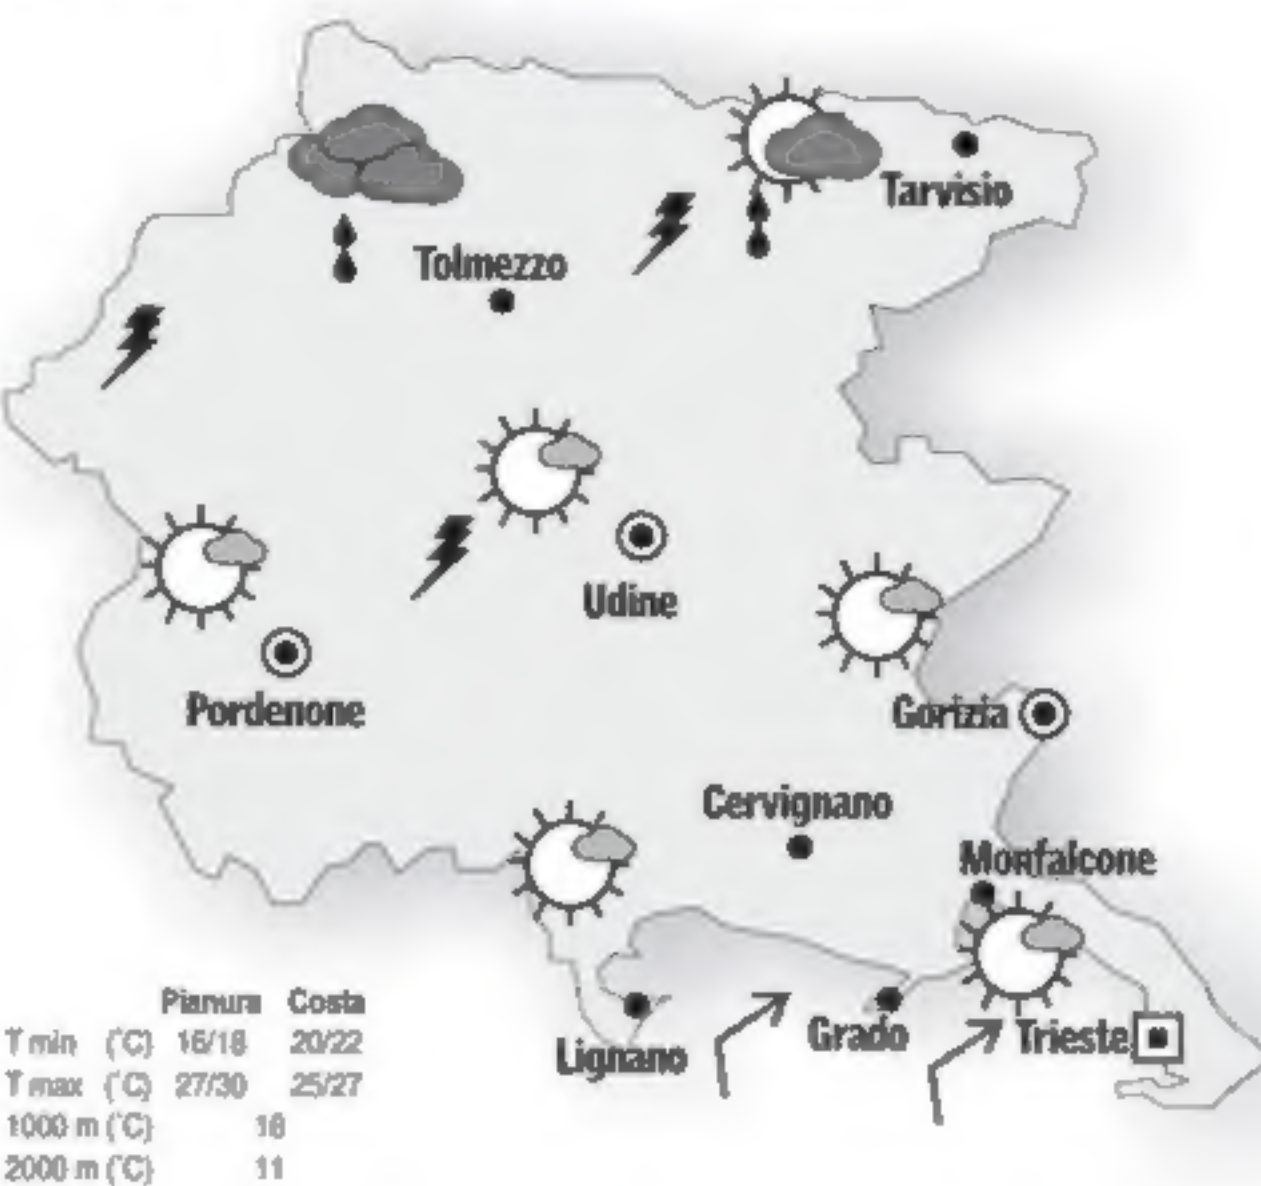 Tarvisio
Tolmezzo
Udine
Pordenone
Gorizia
Cervignano
Monfalcone
Grado
Trieste
Lignano
Pianura Costa
T min (°C) 16/18 20/22
T max (°C) 27/30 25/27
1000 m (°C) 18
2000 m (°C) 11